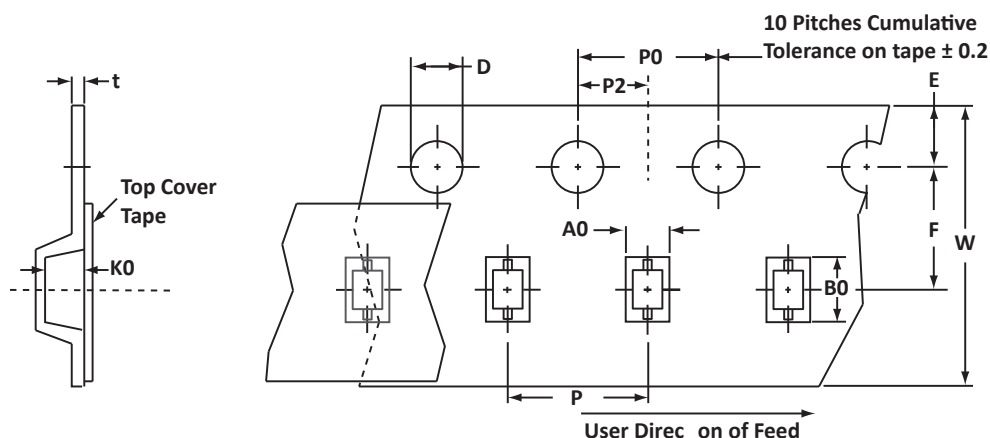 10 Pitches Cumulative
Tolerance on tape ± 0.2
P0
D
t
P2
E
Top Cover
Tape
A0
F
W
K0
B0
P
User Direc on of Feed